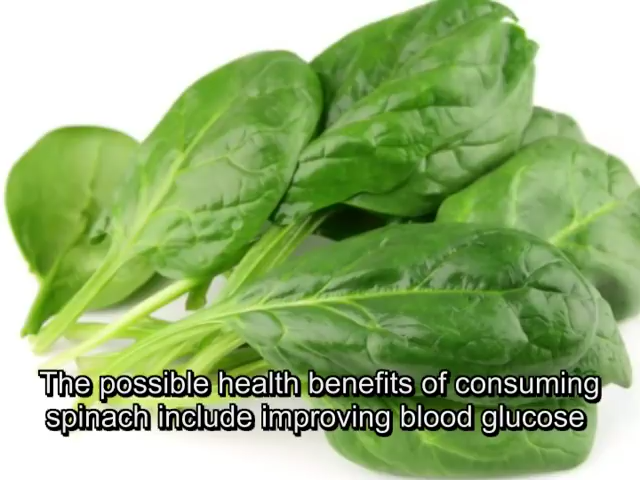 The possible health benefits of consuming
spinach include improving blood glucose